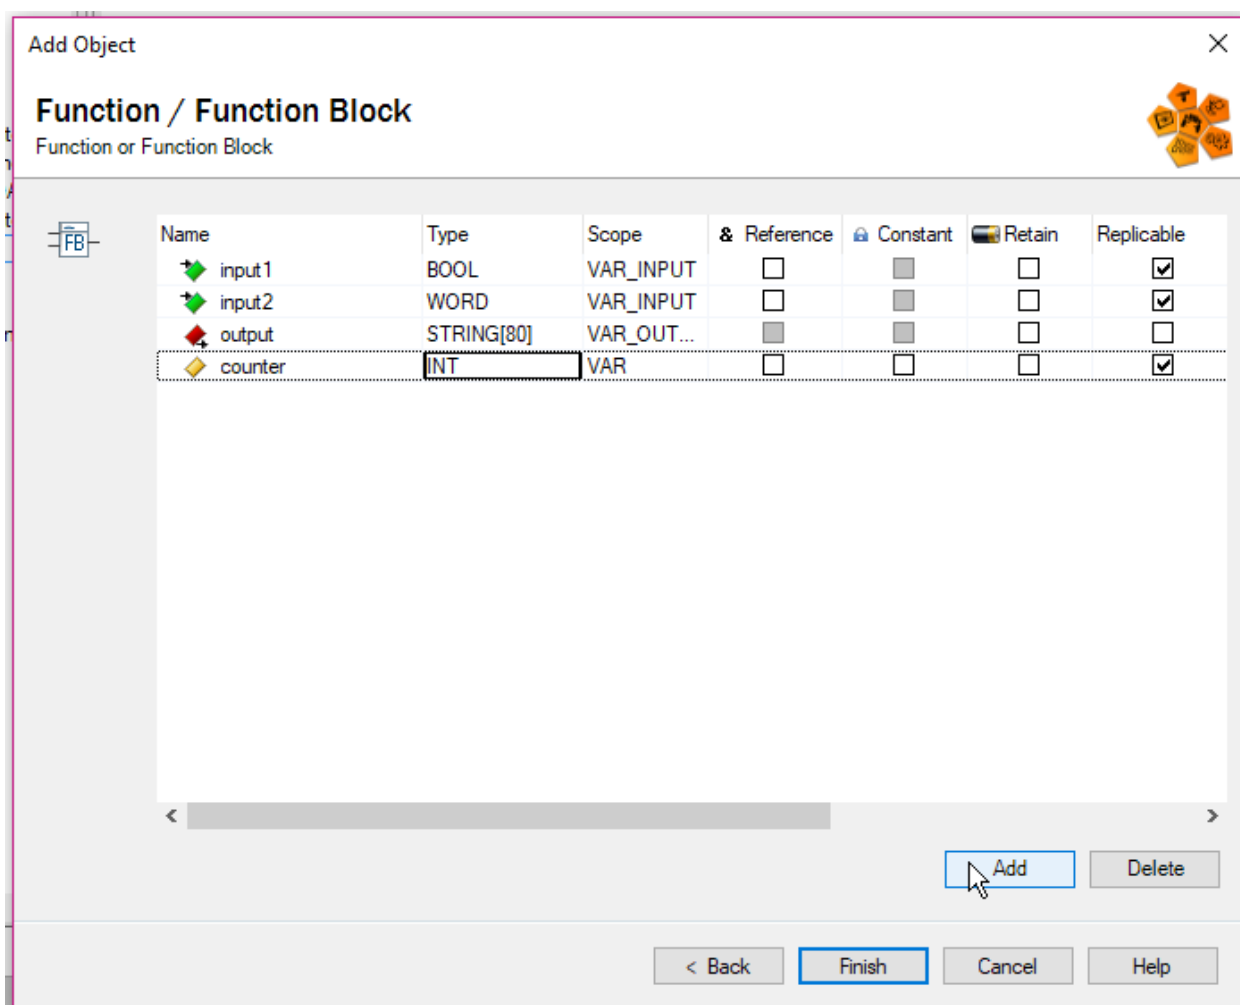 Add Object
Function / Function Block
Function or Function Block
FB
Name Type Scope & Reference Constant Retain Replicable
input1 BOOL VAR_INPUT
input2 WORD VAR_INPUT
output STRING[80] VAR_OUT...
counter INT VAR
Add Delete
< Back Finish Cancel Help